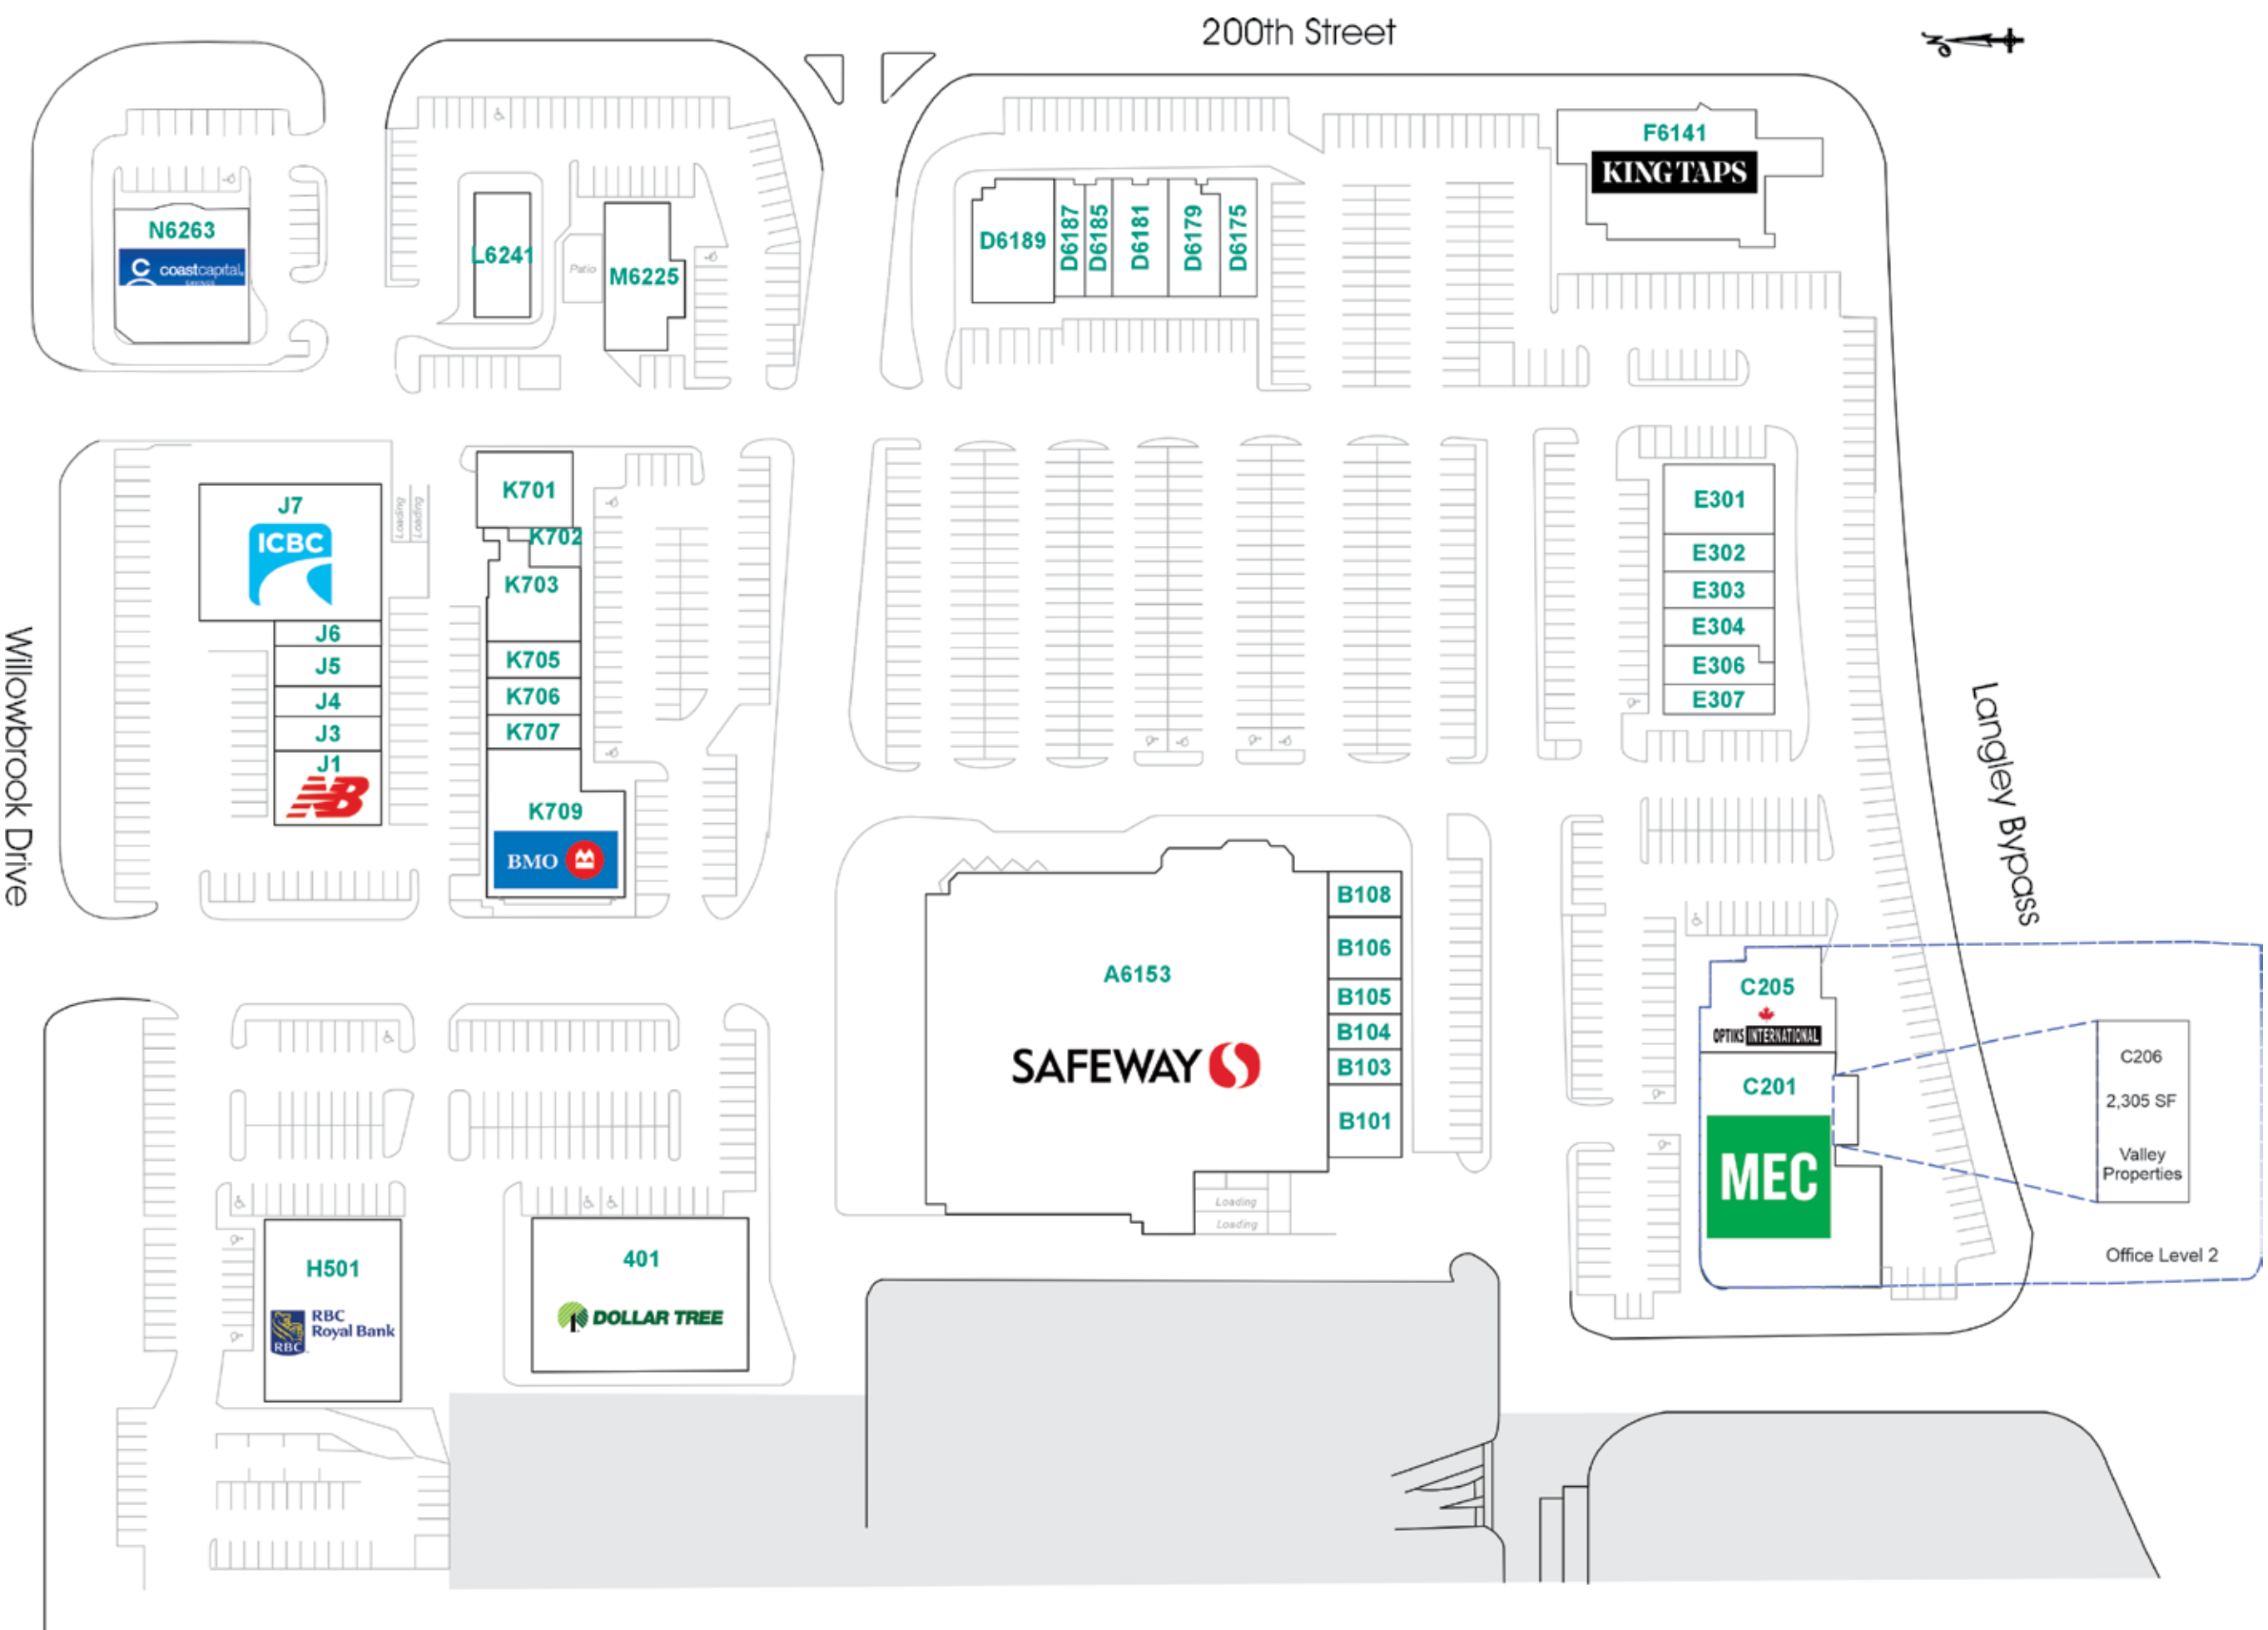 200th Street
N
F6141
KING TAPS
N6263
coastcapital
SAVINGS
L6241
Patio
M6225
D6189
D6187
D6185
D6181
D6179
D6175
J7
ICBC
Loading
Loading
K701
K702
K703
J6
J5
J4
J3
J1
NB
K705
K706
K707
K709
BMO
E301
E302
E303
E304
E306
E307
Willowbrook Drive
Langley Bypass
A6153
SAFEWAY
B108
B106
B105
B104
B103
B101
Loading
Loading
C205
OPTIKS INTERNATIONAL
C201
MEC
C206
2,305 SF
Valley
Properties
Office Level 2
H501
RBC
Royal Bank
RBC
401
DOLLAR TREE